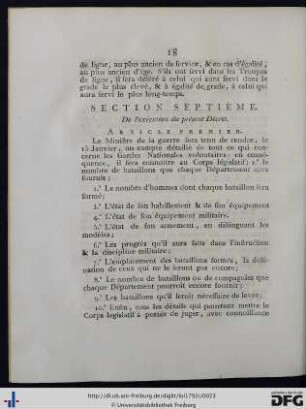 18
de ligne, au plus ancien de service, & en cas d'égalité,
au plus ancien d'âge. S'ils ont servi dans les Troupes
de ligne, il sera déféré à celui qui aura servi dans le
grade le plus élevé, & à égalité de grade, à celui qui
aura servi le plus long-temps.
SECTION SEPTIÈME.
De l'exécution du présent Décret.
ARTICLE PREMIER.
Le Ministre de la guerre sera tenu de rendre, le
15 Janvier, un compte détaillé de tout ce qui con-
cerne les Gardes Nationales volontaires; en consé-
quence, il fera connoître au Corps législatif: 1.° le
nombre de bataillons que chaque Département aura
fourni;
2.° Le nombre d'hommes dont chaque bataillon sera
formé;
3.° L'état de son habillement & de son équipement
4.° L'état de son équipement militaire.
5.° L'état de son armement, en distinguant les
modèles;
6.° Les progrès qu'il aura faits dans l'instruction
& la discipline militaire;
7.° L'emplacement des bataillons formés, la desti-
nation de ceux qui ne le seront pas encore;
8.° Le nombre de bataillons ou de compagnies que
chaque Département pourroit encore fournir;
9.° Les bataillons qu'il seroit nécessaire de lever;
10.° Enfin, tous les détails qui pourront mettre le
Corps législatif à portée de juger, avec connoissance
http://dl.ub.uni-freiburg.de/diglit/lo0179ii/0023
© Universitätsbibliothek Freiburg
gefördert durch die
DFG